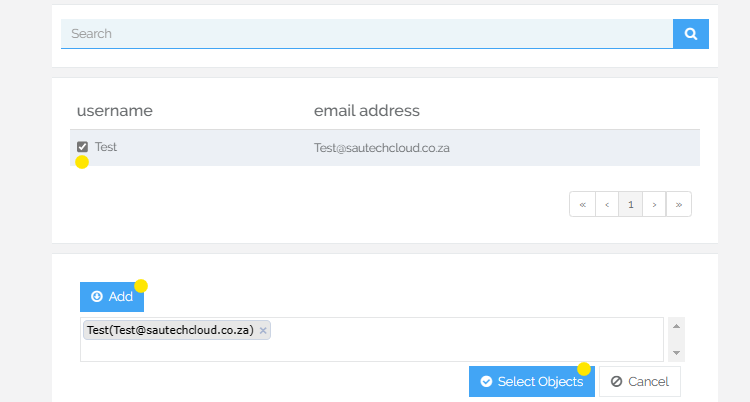 Search
username email address
Test Test@sautechcloud.co.za
« ‹ 1 › »
Add
Test(Test@sautechcloud.co.za) ×
Select Objects Cancel